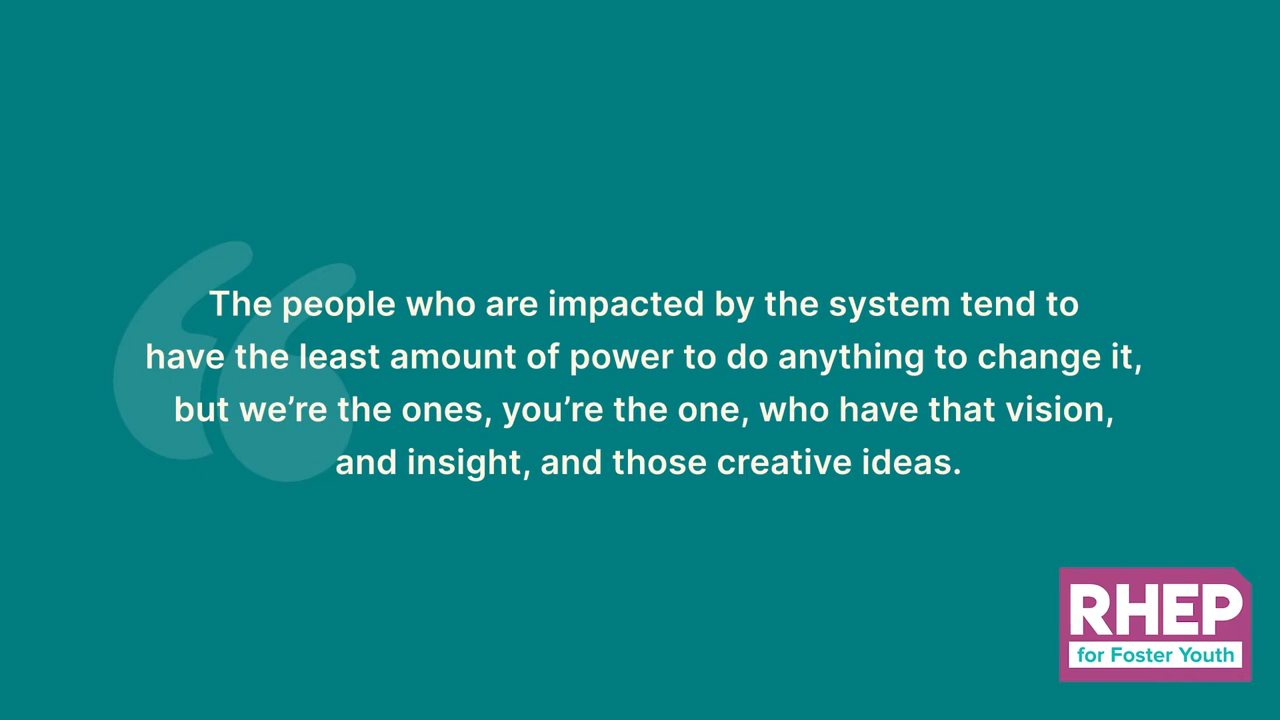 The people who are impacted by the system tend to
have the least amount of power to do anything to change it,
but we’re the ones, you’re the one, who have that vision,
and insight, and those creative ideas.
RHEP
for Foster Youth